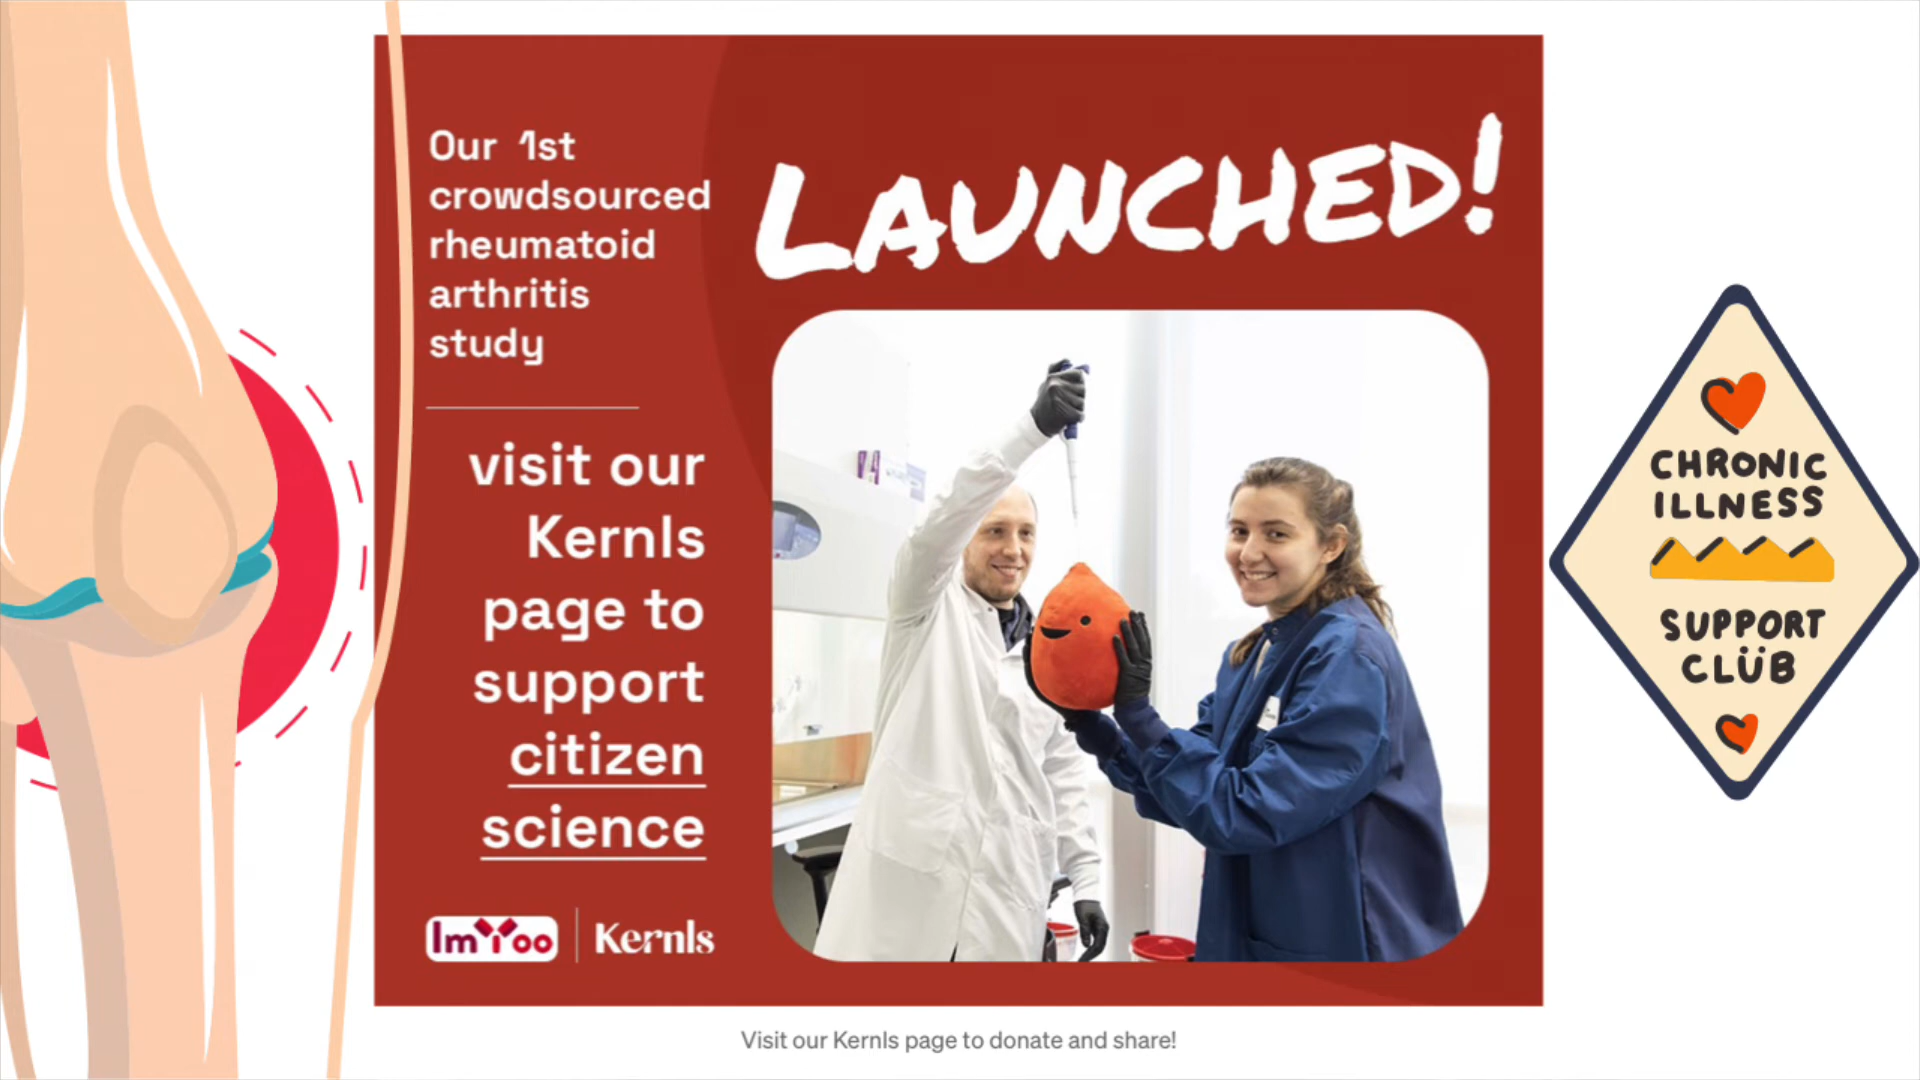 Our 1st
crowdsourced
rheumatoid
arthritis
study
visit our
Kernls
page to
support
citizen
science
ImYoo
Kernls
LAUNCHED!
CHRONIC
ILLNESS
SUPPORT
CLÜB
Visit our Kernls page to donate and share!